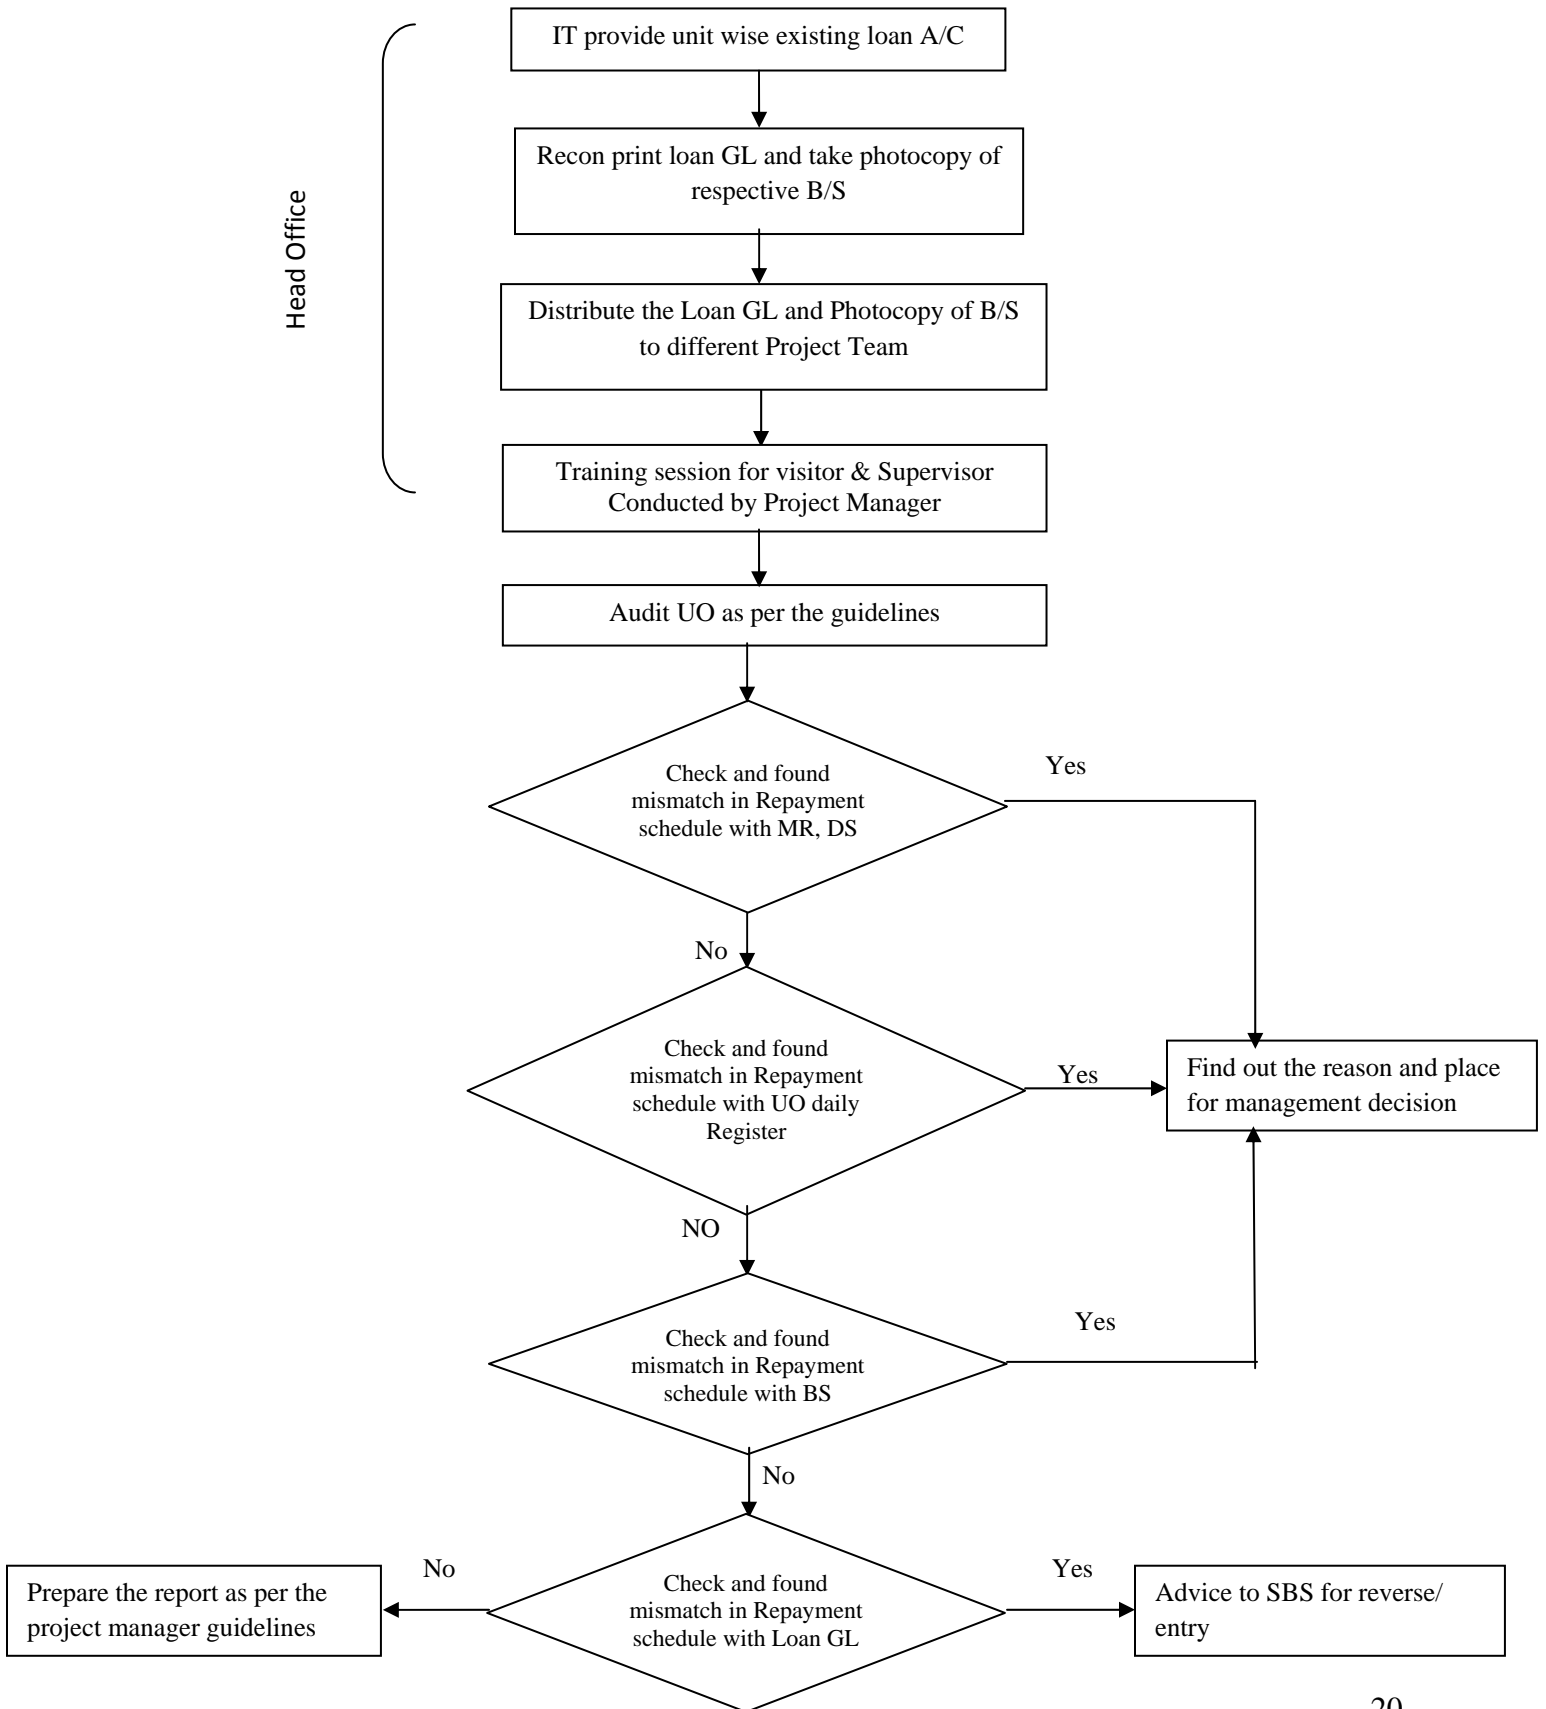 IT provide unit wise existing loan A/C
Recon print loan GL and take photocopy of
respective B/S
Head Office
Distribute the Loan GL and Photocopy of B/S
to different Project Team
Training session for visitor & Supervisor
Conducted by Project Manager
Audit UO as per the guidelines
Check and found
mismatch in Repayment
schedule with MR, DS
Yes
No
Check and found
mismatch in Repayment
schedule with UO daily
Register
Yes
Find out the reason and place
for management decision
NO
Check and found
mismatch in Repayment
schedule with BS
Yes
No
Check and found
mismatch in Repayment
schedule with Loan GL
No
Prepare the report as per the
project manager guidelines
Yes
Advice to SBS for reverse/
entry
20